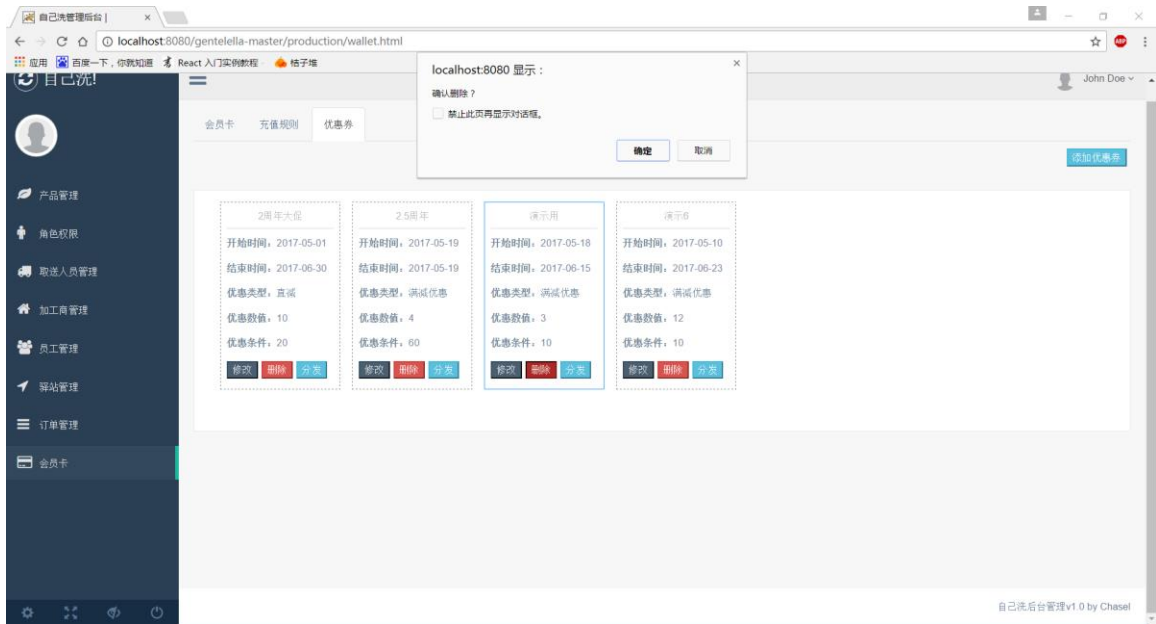 自己洗管理后台 |
localhost:8080/gentelella-master/production/wallet.html
应用 百度一下，你就知道 React 入门实例教程 桔子堆
localhost:8080 显示：
确认删除？
禁止此页再显示对话框。
确定 取消
自己洗!
John Doe
会员卡 充值规则 优惠券
添加优惠券
产品管理
角色权限
取送人员管理
加工商管理
员工管理
驿站管理
订单管理
会员卡
2周年大促
开始时间：2017-05-01
结束时间：2017-06-30
优惠类型：直减
优惠数值：10
优惠条件：20
修改 删除 分发
2.5周年
开始时间：2017-05-19
结束时间：2017-05-19
优惠类型：满减优惠
优惠数值：4
优惠条件：60
修改 删除 分发
演示用
开始时间：2017-05-18
结束时间：2017-06-15
优惠类型：满减优惠
优惠数值：3
优惠条件：10
修改 删除 分发
演示6
开始时间：2017-05-10
结束时间：2017-06-23
优惠类型：满减优惠
优惠数值：12
优惠条件：10
修改 删除 分发
自己洗后台管理v1.0 by Chasel